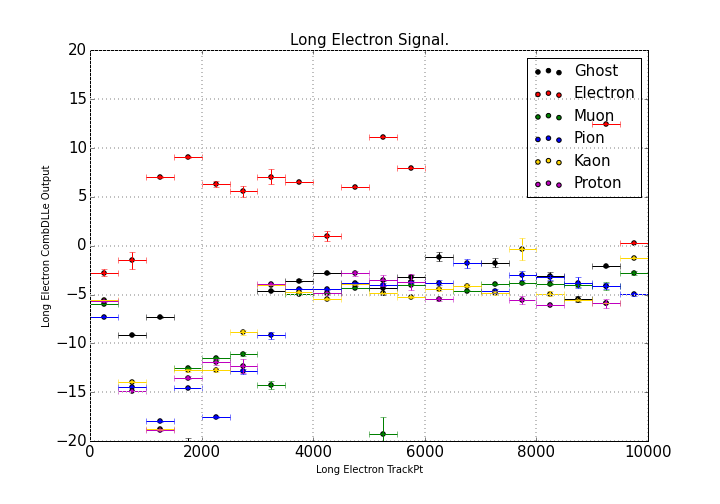 Long Electron Signal.
20
15
10
5
0
−5
−10
−15
−20
Long Electron CombDLLe Output
Ghost
Electron
Muon
Pion
Kaon
Proton
0 2000 4000 6000 8000 10000
Long Electron TrackPt